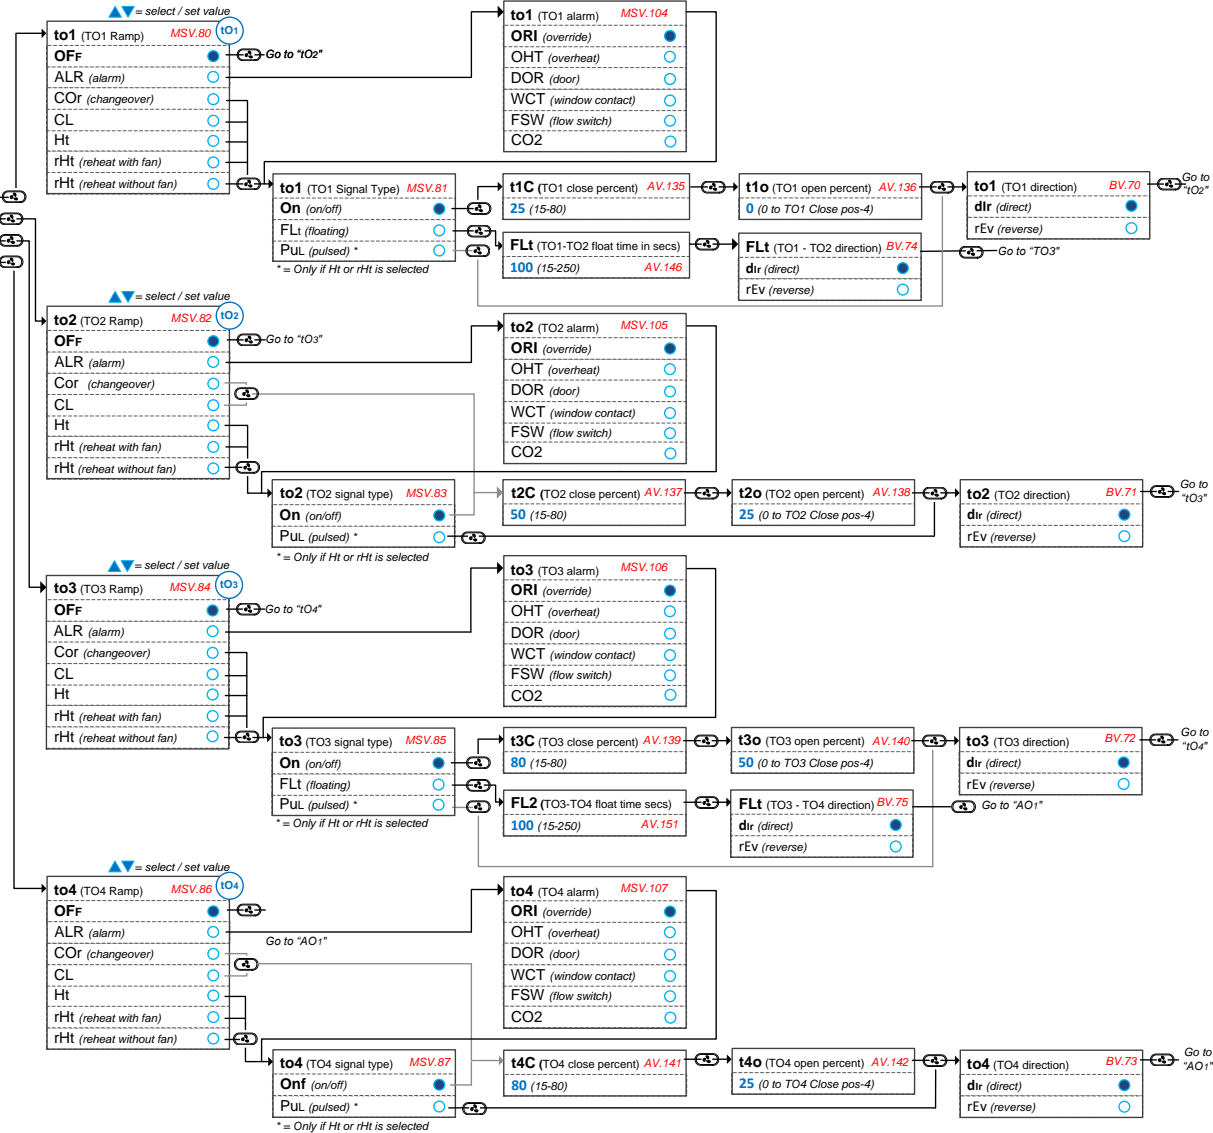 = select / set value
to1 (TO1 Ramp) MSV.80 tO1
OFF
Go to "tO2"
ALR (alarm)
COr (changeover)
CL
Ht
rHt (reheat with fan)
rHt (reheat without fan)
to1 (TO1 alarm) MSV.104
ORI (override)
OHT (overheat)
DOR (door)
WCT (window contact)
FSW (flow switch)
CO2
to1 (TO1 Signal Type) MSV.81
On (on/off)
FLt (floating)
PuL (pulsed) *
* = Only if Ht or rHt is selected
t1C (TO1 close percent) AV.135
25 (15-80)
t1o (TO1 open percent) AV.136
0 (0 to TO1 Close pos-4)
to1 (TO1 direction) BV.70
dIr (direct)
rEv (reverse)
Go to
"tO2"
FLt (TO1-TO2 float time in secs)
100 (15-250) AV.146
FLt (TO1 - TO2 direction) BV.74
dIr (direct)
rEv (reverse)
Go to "TO3"
= select / set value
to2 (TO2 Ramp) MSV.82 tO2
OFF
Go to "tO3"
ALR (alarm)
Cor (changeover)
CL
Ht
rHt (reheat with fan)
rHt (reheat without fan)
to2 (TO2 alarm) MSV.105
ORI (override)
OHT (overheat)
DOR (door)
WCT (window contact)
FSW (flow switch)
CO2
to2 (TO2 signal type) MSV.83
On (on/off)
PuL (pulsed) *
* = Only if Ht or rHt is selected
t2C (TO2 close percent) AV.137
50 (15-80)
t2o (TO2 open percent) AV.138
25 (0 to TO2 Close pos-4)
to2 (TO2 direction) BV.71
dIr (direct)
rEv (reverse)
Go to
"tO3"
= select / set value
to3 (TO3 Ramp) MSV.84 tO3
OFF
Go to "tO4"
ALR (alarm)
Cor (changeover)
CL
Ht
rHt (reheat with fan)
rHt (reheat without fan)
to3 (TO3 alarm) MSV.106
ORI (override)
OHT (overheat)
DOR (door)
WCT (window contact)
FSW (flow switch)
CO2
to3 (TO3 signal type) MSV.85
On (on/off)
FLt (floating)
PuL (pulsed) *
* = Only if Ht or rHt is selected
t3C (TO3 close percent) AV.139
80 (15-80)
t3o (TO3 open percent) AV.140
50 (0 to TO3 Close pos-4)
to3 (TO3 direction) BV.72
dIr (direct)
rEv (reverse)
Go to
"tO4"
FL2 (TO3-TO4 float time secs)
100 (15-250) AV.151
FLt (TO3 - TO4 direction) BV.75
dIr (direct)
rEv (reverse)
Go to "AO1"
= select / set value
to4 (TO4 Ramp) MSV.86 tO4
OFF
Go to "AO1"
ALR (alarm)
COr (changeover)
CL
Ht
rHt (reheat with fan)
rHt (reheat without fan)
to4 (TO4 alarm) MSV.107
ORI (override)
OHT (overheat)
DOR (door)
WCT (window contact)
FSW (flow switch)
CO2
to4 (TO4 signal type) MSV.87
Onf (on/off)
PuL (pulsed) *
* = Only if Ht or rHt is selected
t4C (TO4 close percent) AV.141
80 (15-80)
t4o (TO4 open percent) AV.142
25 (0 to TO4 Close pos-4)
to4 (TO4 direction) BV.73
dIr (direct)
rEv (reverse)
Go to
"AO1"